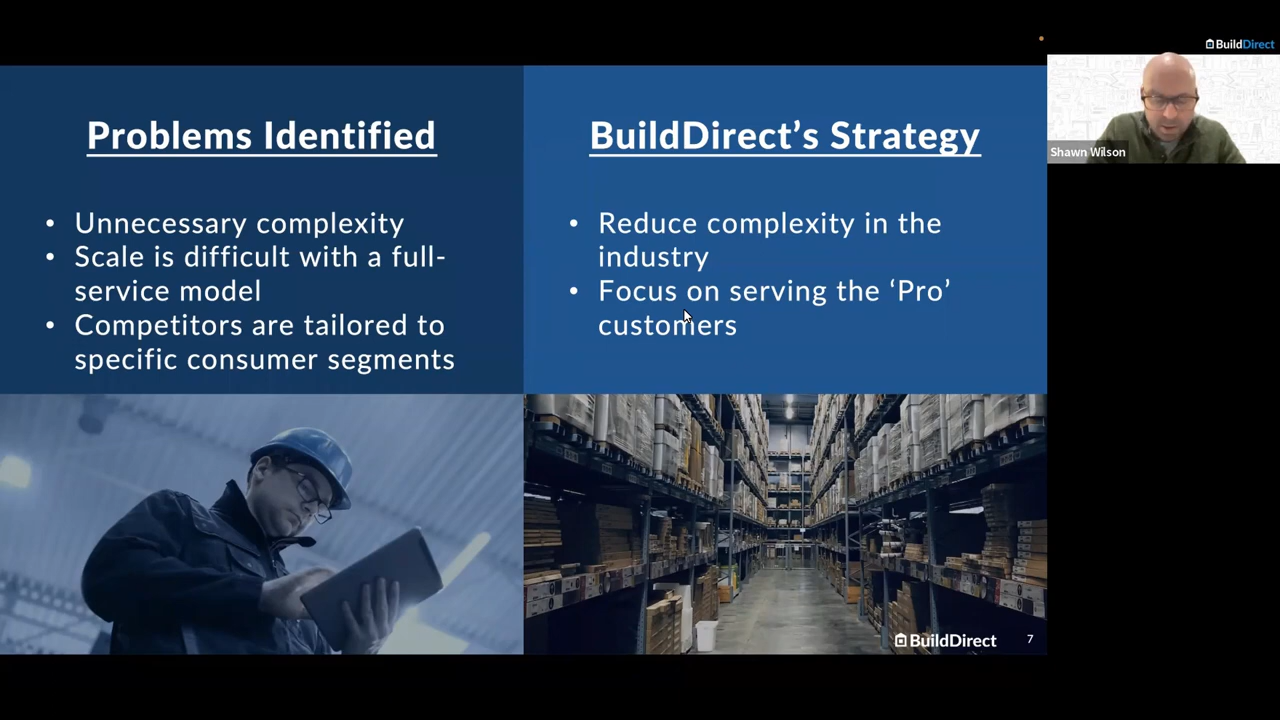 Problems Identified
• Unnecessary complexity
• Scale is difficult with a full-
service model
• Competitors are tailored to
specific consumer segments
BuildDirect’s Strategy
• Reduce complexity in the
industry
• Focus on serving the ‘Pro’
customers
BuildDirect
7
BuildDirect
Shawn Wilson